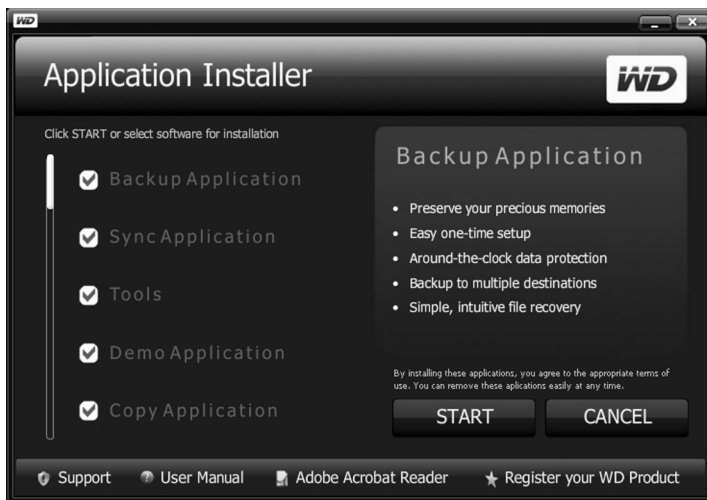 WD
Application Installer
WD
Click START or select software for installation
Backup Application
Sync Application
Tools
Demo Application
Copy Application
Backup Application
• Preserve your precious memories
• Easy one-time setup
• Around-the-clock data protection
• Backup to multiple destinations
• Simple, intuitive file recovery
By installing these applications, you agree to the appropriate terms of
use. You can remove these aplications easily at any time.
START
CANCEL
Support
User Manual
Adobe Acrobat Reader
Register your WD Product